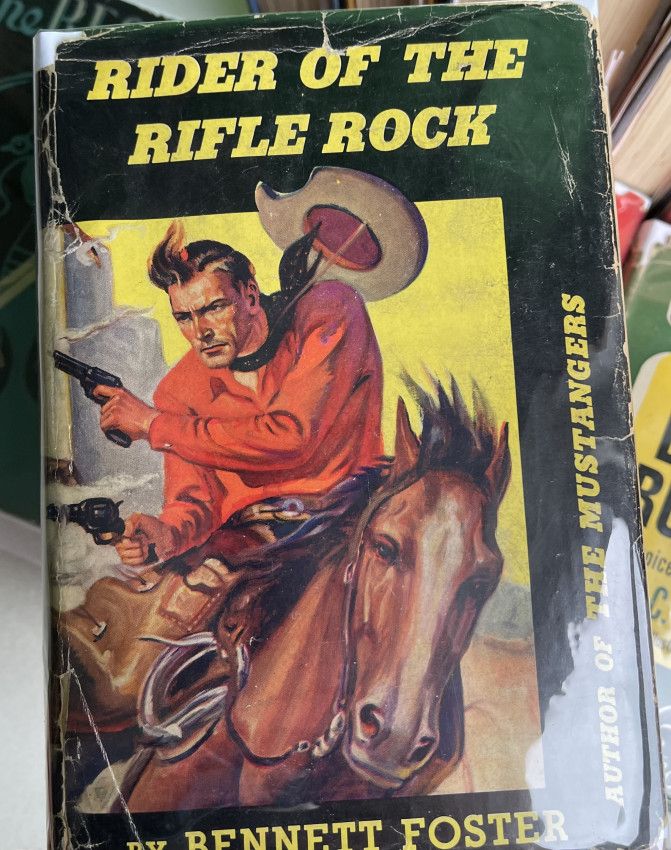 RIDER OF THE
RIFLE ROCK
AUTHOR OF THE MUSTANGERS
BY BENNETT FOSTER